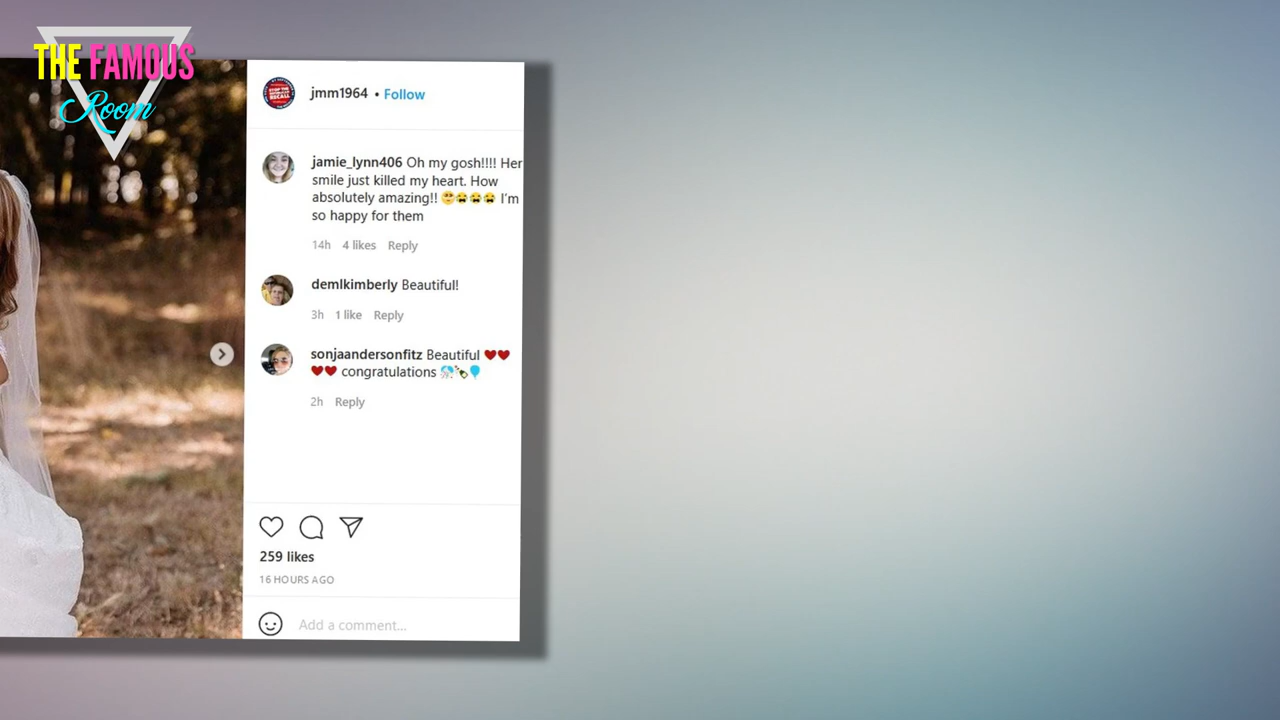 THE FAMOUS
Room
jmm1964 • Follow
jamie_lynn406 Oh my gosh!!!! Her
smile just killed my heart. How
absolutely amazing!! 🥺😭😭😭 I'm
so happy for them
14h 4 likes Reply
demlkimberly Beautiful!
3h 1 like Reply
sonjaandersonfitz Beautiful ❤❤
❤❤ congratulations 🎊🍾🎈
2h Reply
259 likes
16 HOURS AGO
Add a comment...